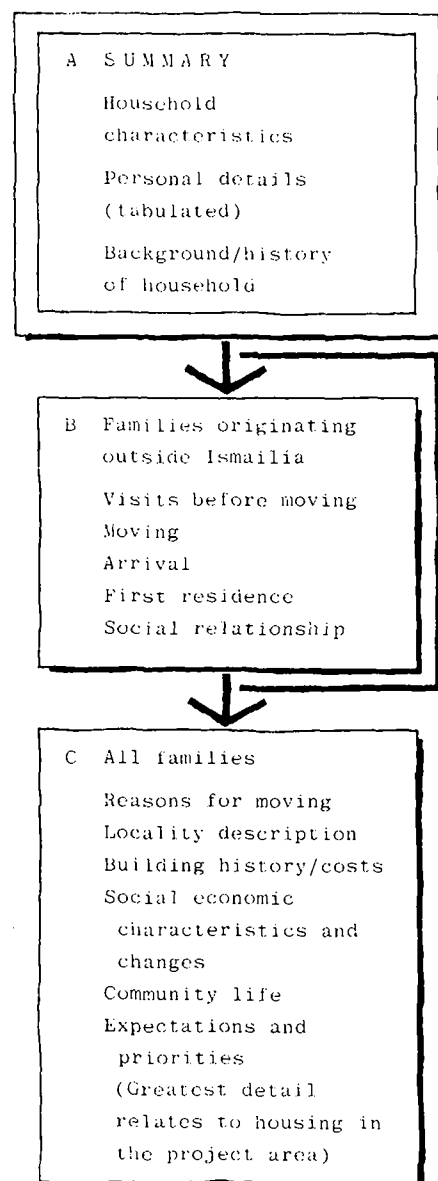 A SUMMARY
Household
characteristics
Personal details
(tabulated)
Background/history
of household
B Families originating
outside Ismailia
Visits before moving
Moving
Arrival
First residence
Social relationship
C All families
Reasons for moving
Locality description
Building history/costs
Social economic
characteristics and
changes
Community life
Expectations and
priorities
(Greatest detail
relates to housing in
the project area)